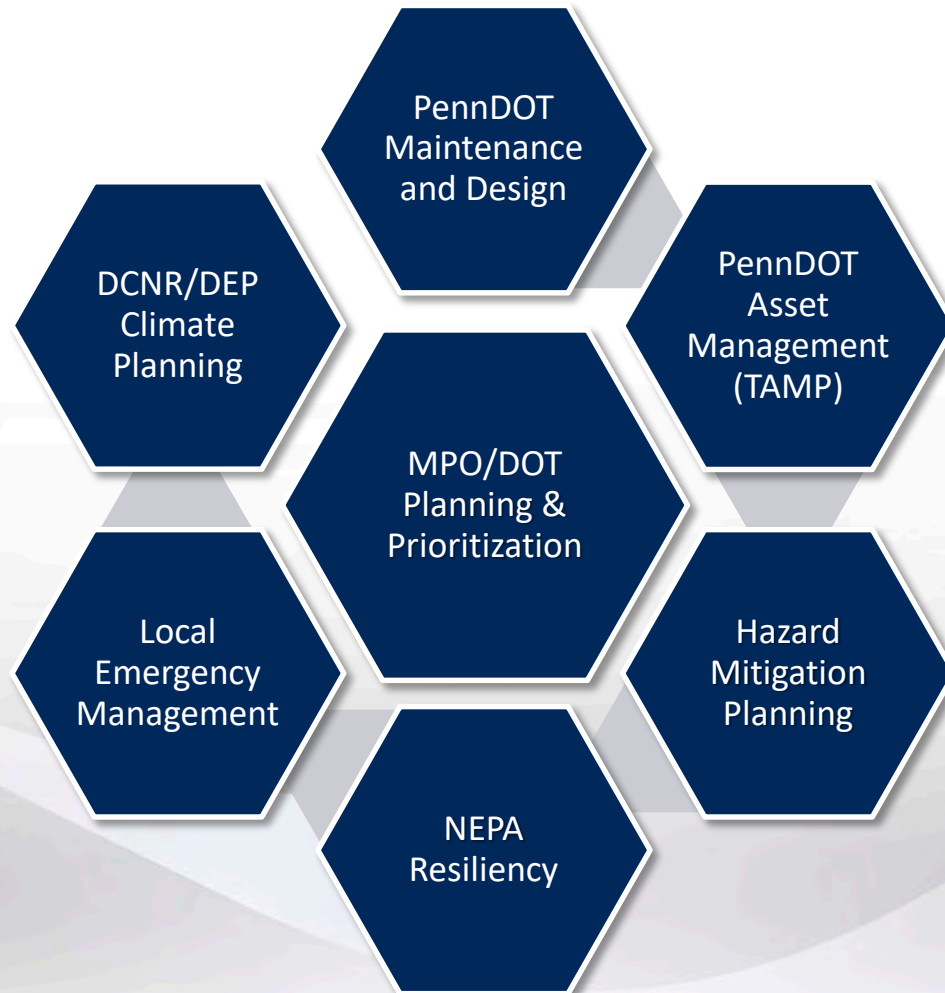 PennDOT
Maintenance
and Design
DCNR/DEP
Climate
Planning
PennDOT
Asset
Management
(TAMP)
MPO/DOT
Planning &
Prioritization
Local
Emergency
Management
Hazard
Mitigation
Planning
NEPA
Resiliency